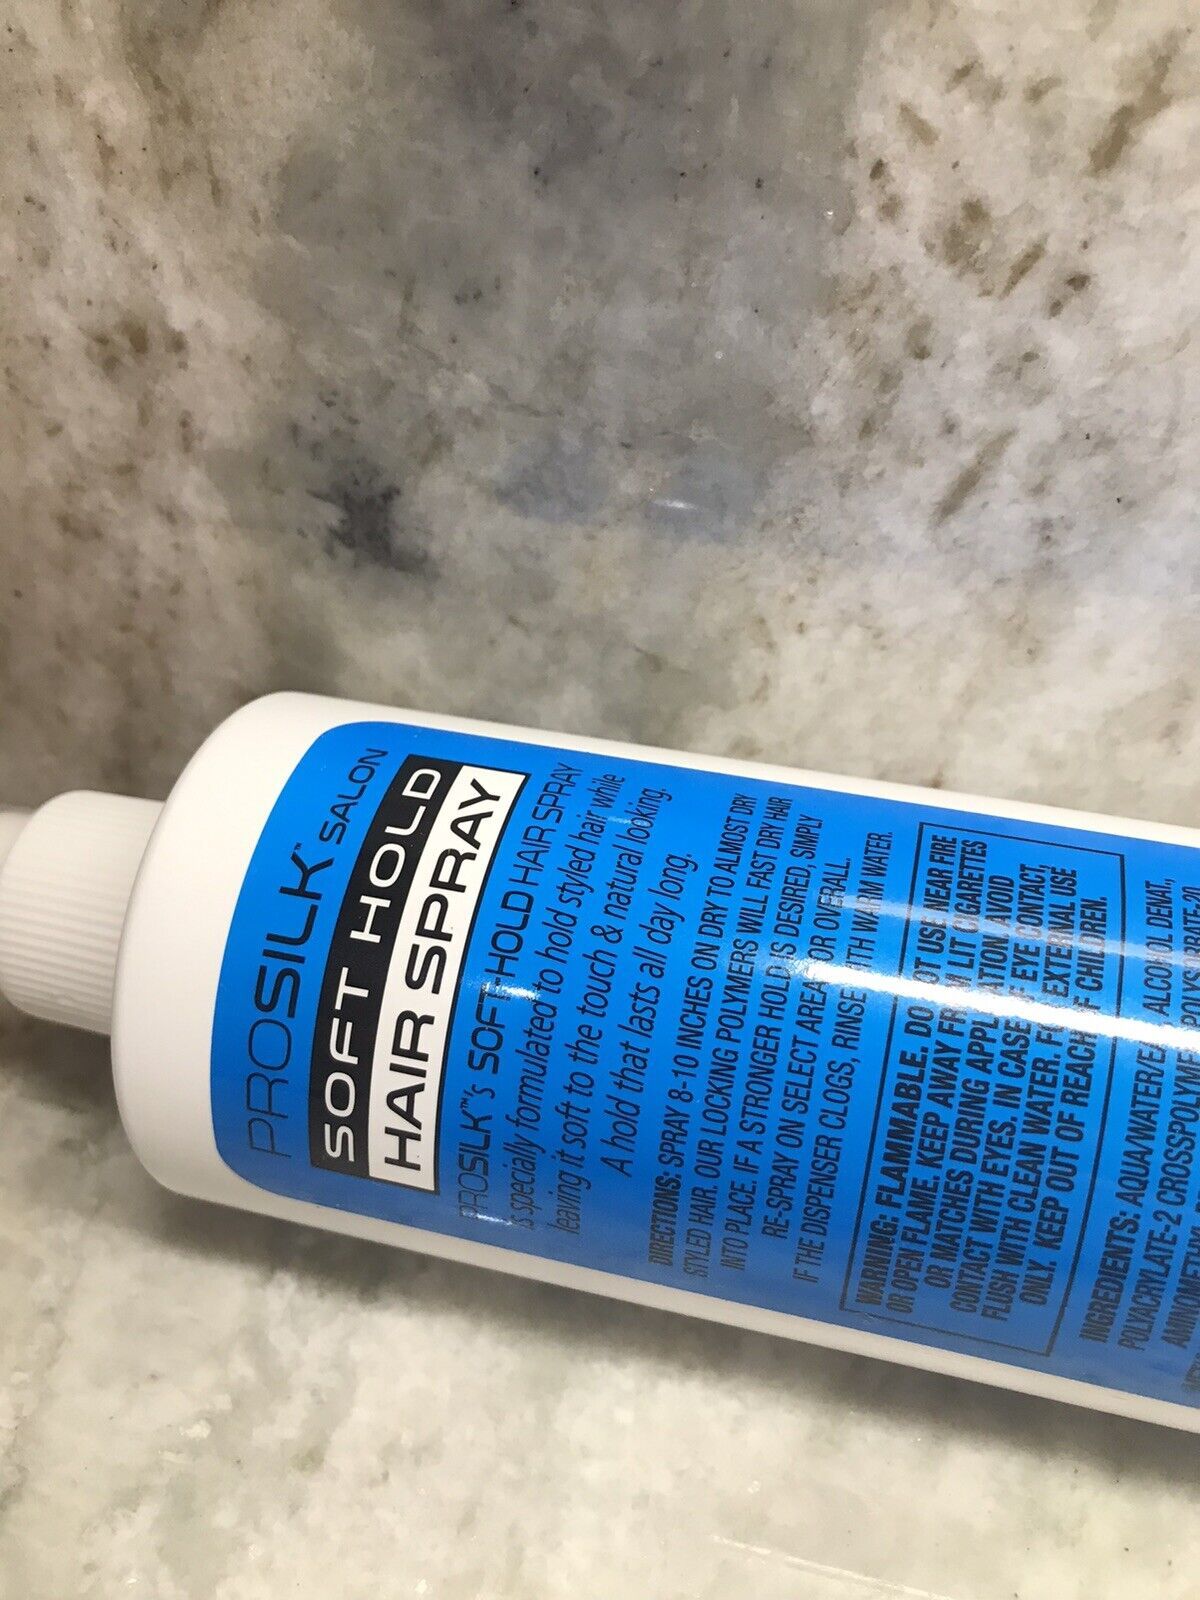 PROSILK™ SALON
SOFT HOLD
HAIR SPRAY
PROSILK™'s SOFT-HOLD HAIR SPRAY
is specially formulated to hold styled hair while
leaving it soft to the touch & natural looking.
A hold that lasts all day long.
DIRECTIONS: SPRAY 8-10 INCHES ON DRY TO ALMOST DRY
STYLED HAIR. OUR LOCKING POLYMERS WILL FAST DRY HAIR
INTO PLACE. IF A STRONGER HOLD IS DESIRED, SIMPLY
RE-SPRAY ON SELECT AREA OR OVERALL.
IF THE DISPENSER CLOGS, RINSE WITH WARM WATER.
WARNING: FLAMMABLE. DO NOT USE NEAR FIRE
OR OPEN FLAME. KEEP AWAY FROM LIT CIGARETTES
OR MATCHES DURING APPLICATION. AVOID
CONTACT WITH EYES. IN CASE OF EYE CONTACT,
FLUSH WITH CLEAN WATER. FOR EXTERNAL USE
ONLY. KEEP OUT OF REACH OF CHILDREN.
INGREDIENTS: AQUA/WATER/EAU, ALCOHOL DENAT.,
POLYACRYLATE-2 CROSSPOLYMER, POLYSORBATE-20,